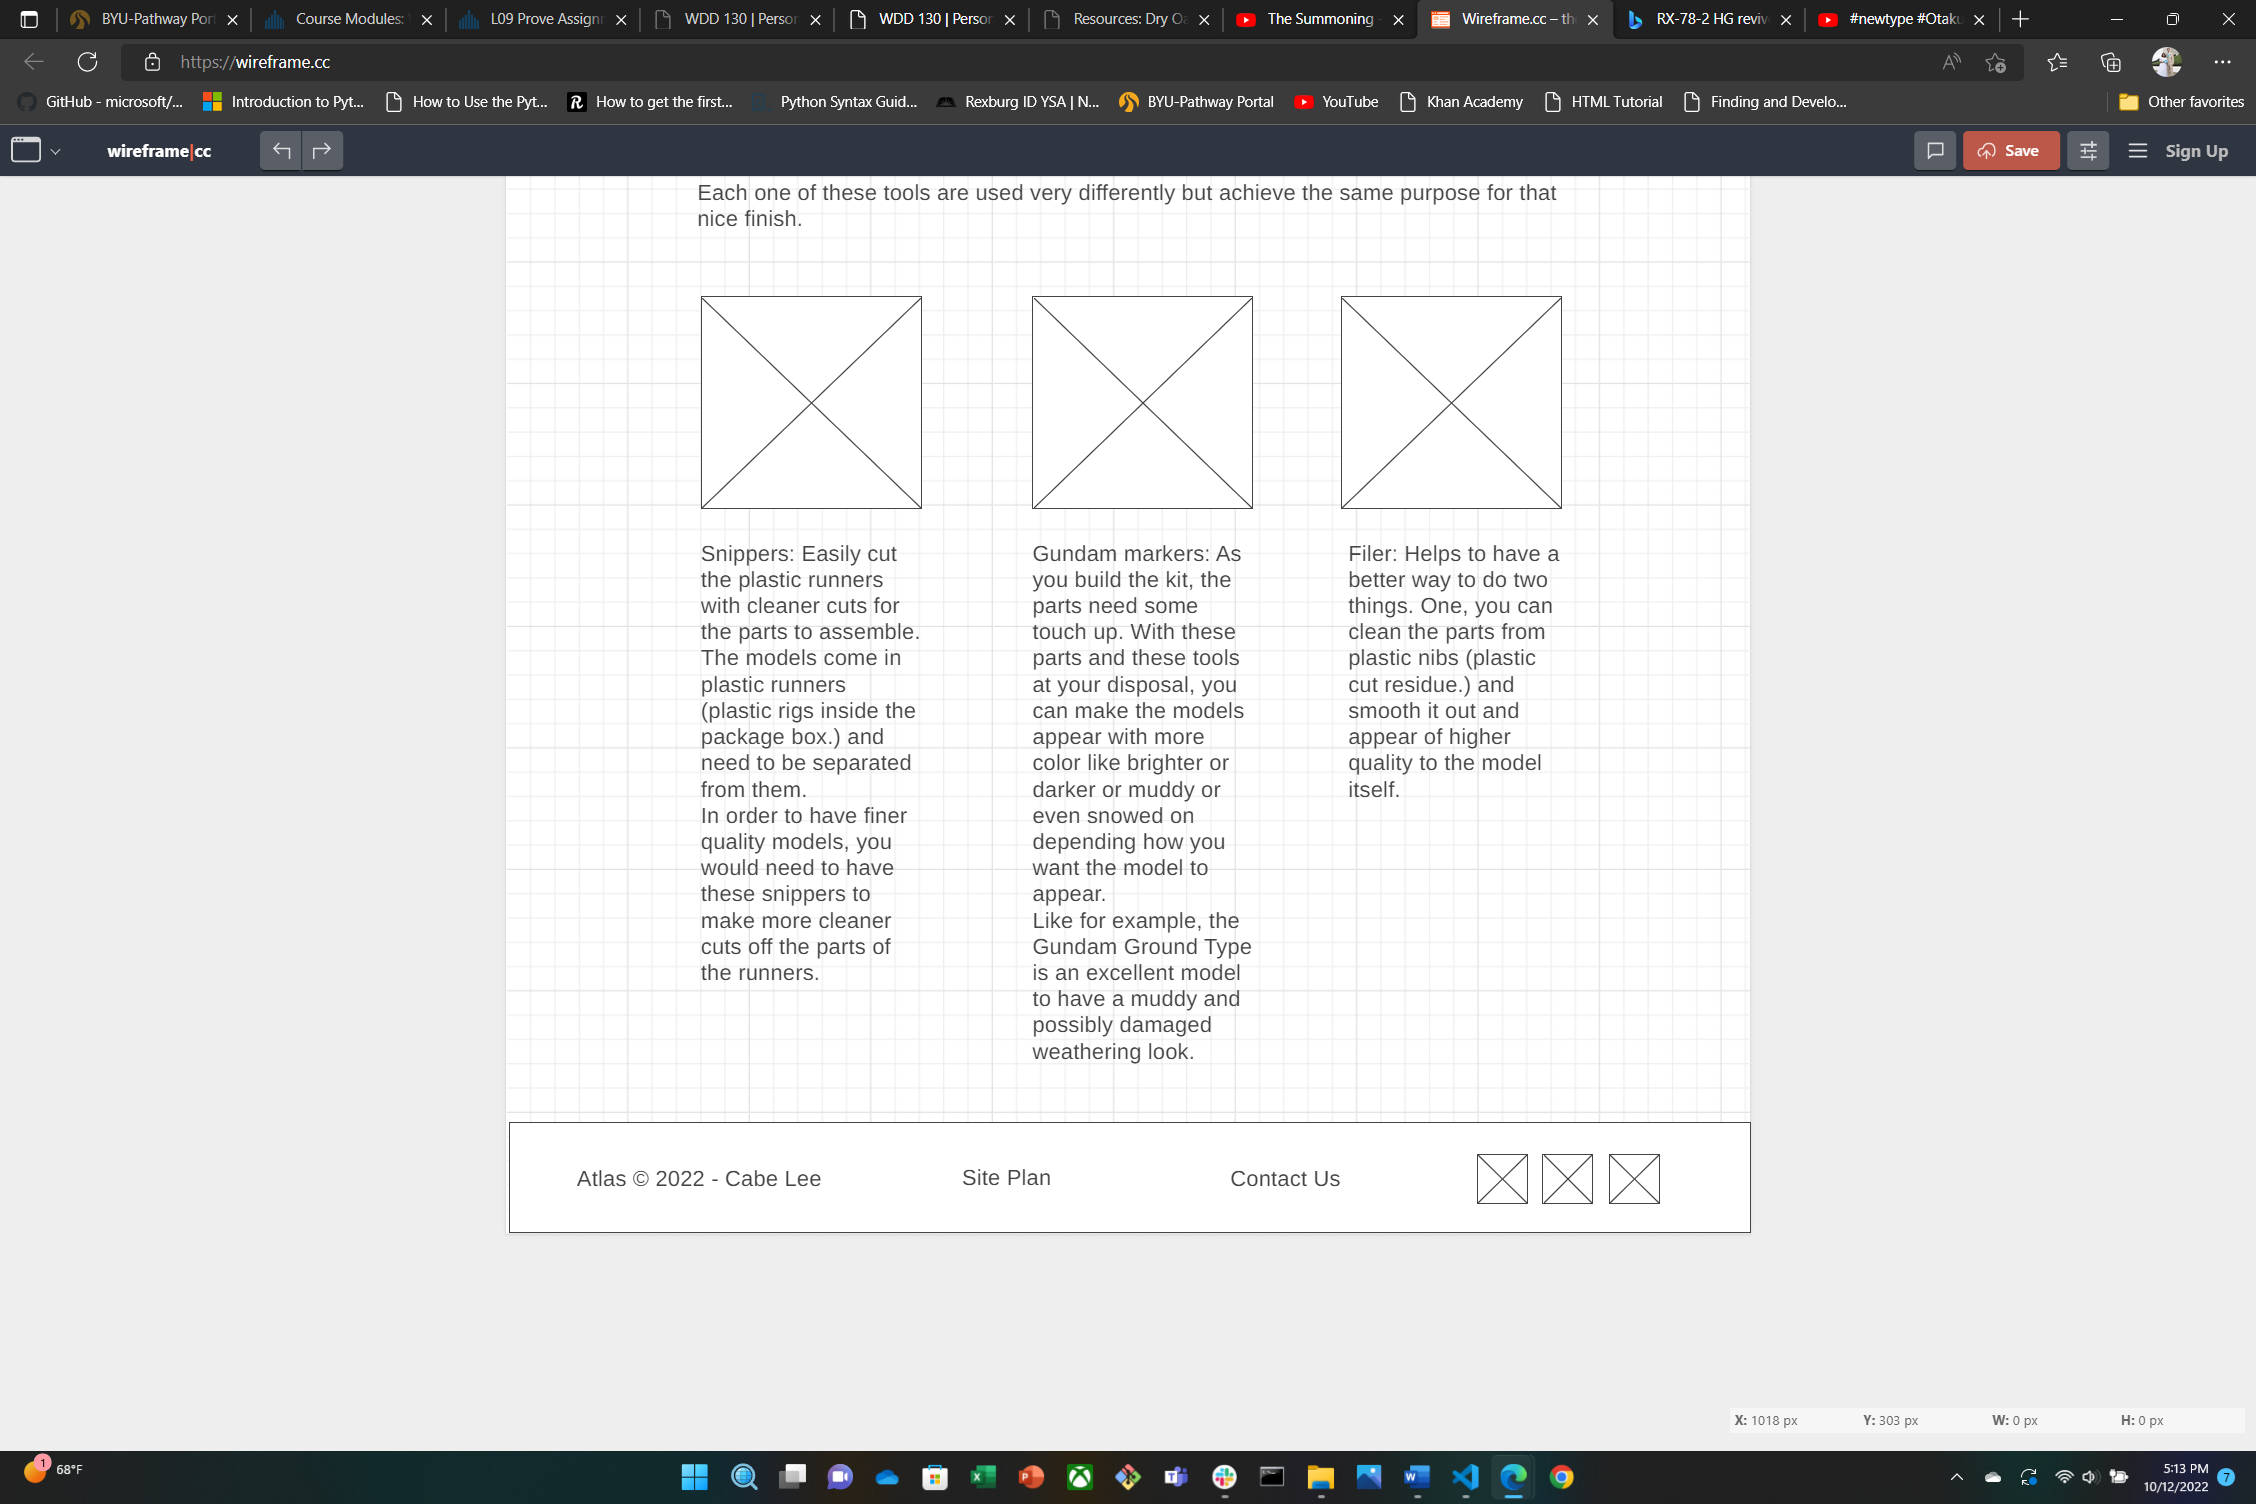 BYU-Pathway Por
Course Modules:
L09 Prove Assignm
WDD 130 | Person
WDD 130 | Person
Resources: Dry Oa
The Summoning -
Wireframe.cc – th
RX-78-2 HG reviv
#newtype #Otaku
https://wireframe.cc
GitHub - microsoft/...
Introduction to Pyt...
How to Use the Pyt...
How to get the first...
Python Syntax Guid...
Rexburg ID YSA | N...
BYU-Pathway Portal
YouTube
Khan Academy
HTML Tutorial
Finding and Develo...
Other favorites
wireframe|cc
Save
Sign Up
Each one of these tools are used very differently but achieve the same purpose for that
nice finish.
Snippers: Easily cut
the plastic runners
with cleaner cuts for
the parts to assemble.
The models come in
plastic runners
(plastic rigs inside the
package box.) and
need to be separated
from them.
In order to have finer
quality models, you
would need to have
these snippers to
make more cleaner
cuts off the parts of
the runners.
Gundam markers: As
you build the kit, the
parts need some
touch up. With these
parts and these tools
at your disposal, you
can make the models
appear with more
color like brighter or
darker or muddy or
even snowed on
depending how you
want the model to
appear.
Like for example, the
Gundam Ground Type
is an excellent model
to have a muddy and
possibly damaged
weathering look.
Filer: Helps to have a
better way to do two
things. One, you can
clean the parts from
plastic nibs (plastic
cut residue.) and
smooth it out and
appear of higher
quality to the model
itself.
Atlas © 2022 - Cabe Lee
Site Plan
Contact Us
X: 1018 px
Y: 303 px
W: 0 px
H: 0 px
1
68°F
5:13 PM
10/12/2022
7